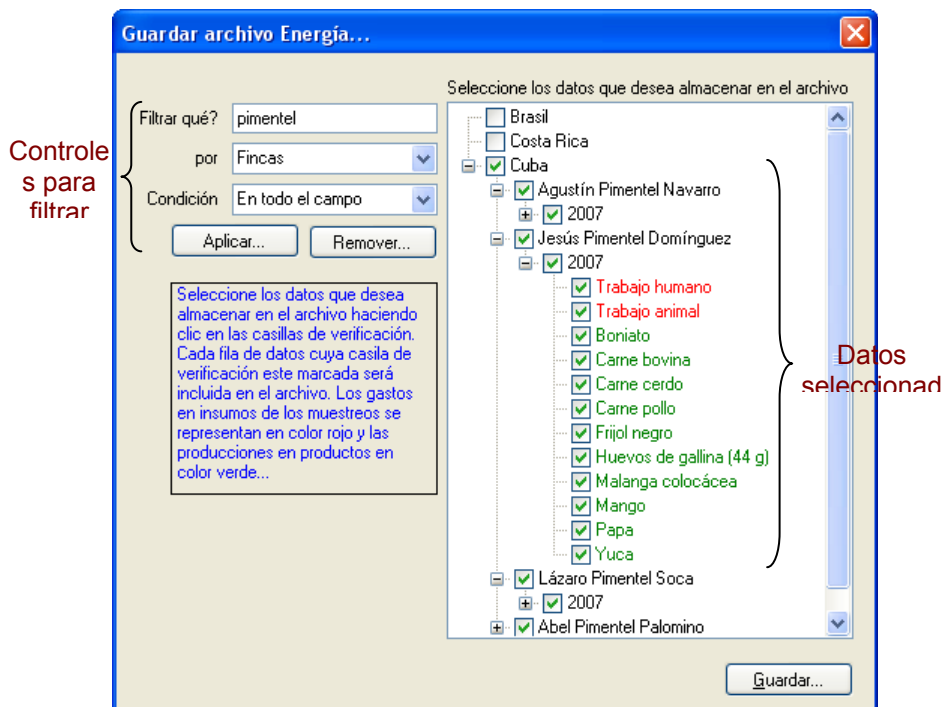 Guardar archivo Energía...
Seleccione los datos que desea almacenar en el archivo
Filtrar qué? pimentel
por Fincas
Condición En todo el campo
Aplicar... Remover...
Controle
s para
filtrar
Seleccione los datos que desea
almacenar en el archivo haciendo
clic en las casillas de verificación.
Cada fila de datos cuya casila de
verificación este marcada será
incluida en el archivo. Los gastos
en insumos de los muestreos se
representan en color rojo y las
producciones en productos en
color verde...
Brasil
Costa Rica
Cuba
Agustín Pimentel Navarro
2007
Jesús Pimentel Domínguez
2007
Trabajo humano
Trabajo animal
Boniato
Carne bovina
Carne cerdo
Carne pollo
Frijol negro
Huevos de gallina (44 g)
Malanga colocácea
Mango
Papa
Yuca
Lázaro Pimentel Soca
2007
Abel Pimentel Palomino
Datos
seleccionad
Guardar...